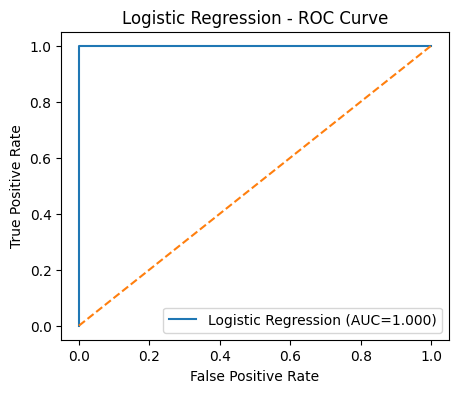 Logistic Regression - ROC Curve
True Positive Rate
1.0
0.8
0.6
0.4
0.2
0.0
Logistic Regression (AUC=1.000)
0.0 0.2 0.4 0.6 0.8 1.0
False Positive Rate